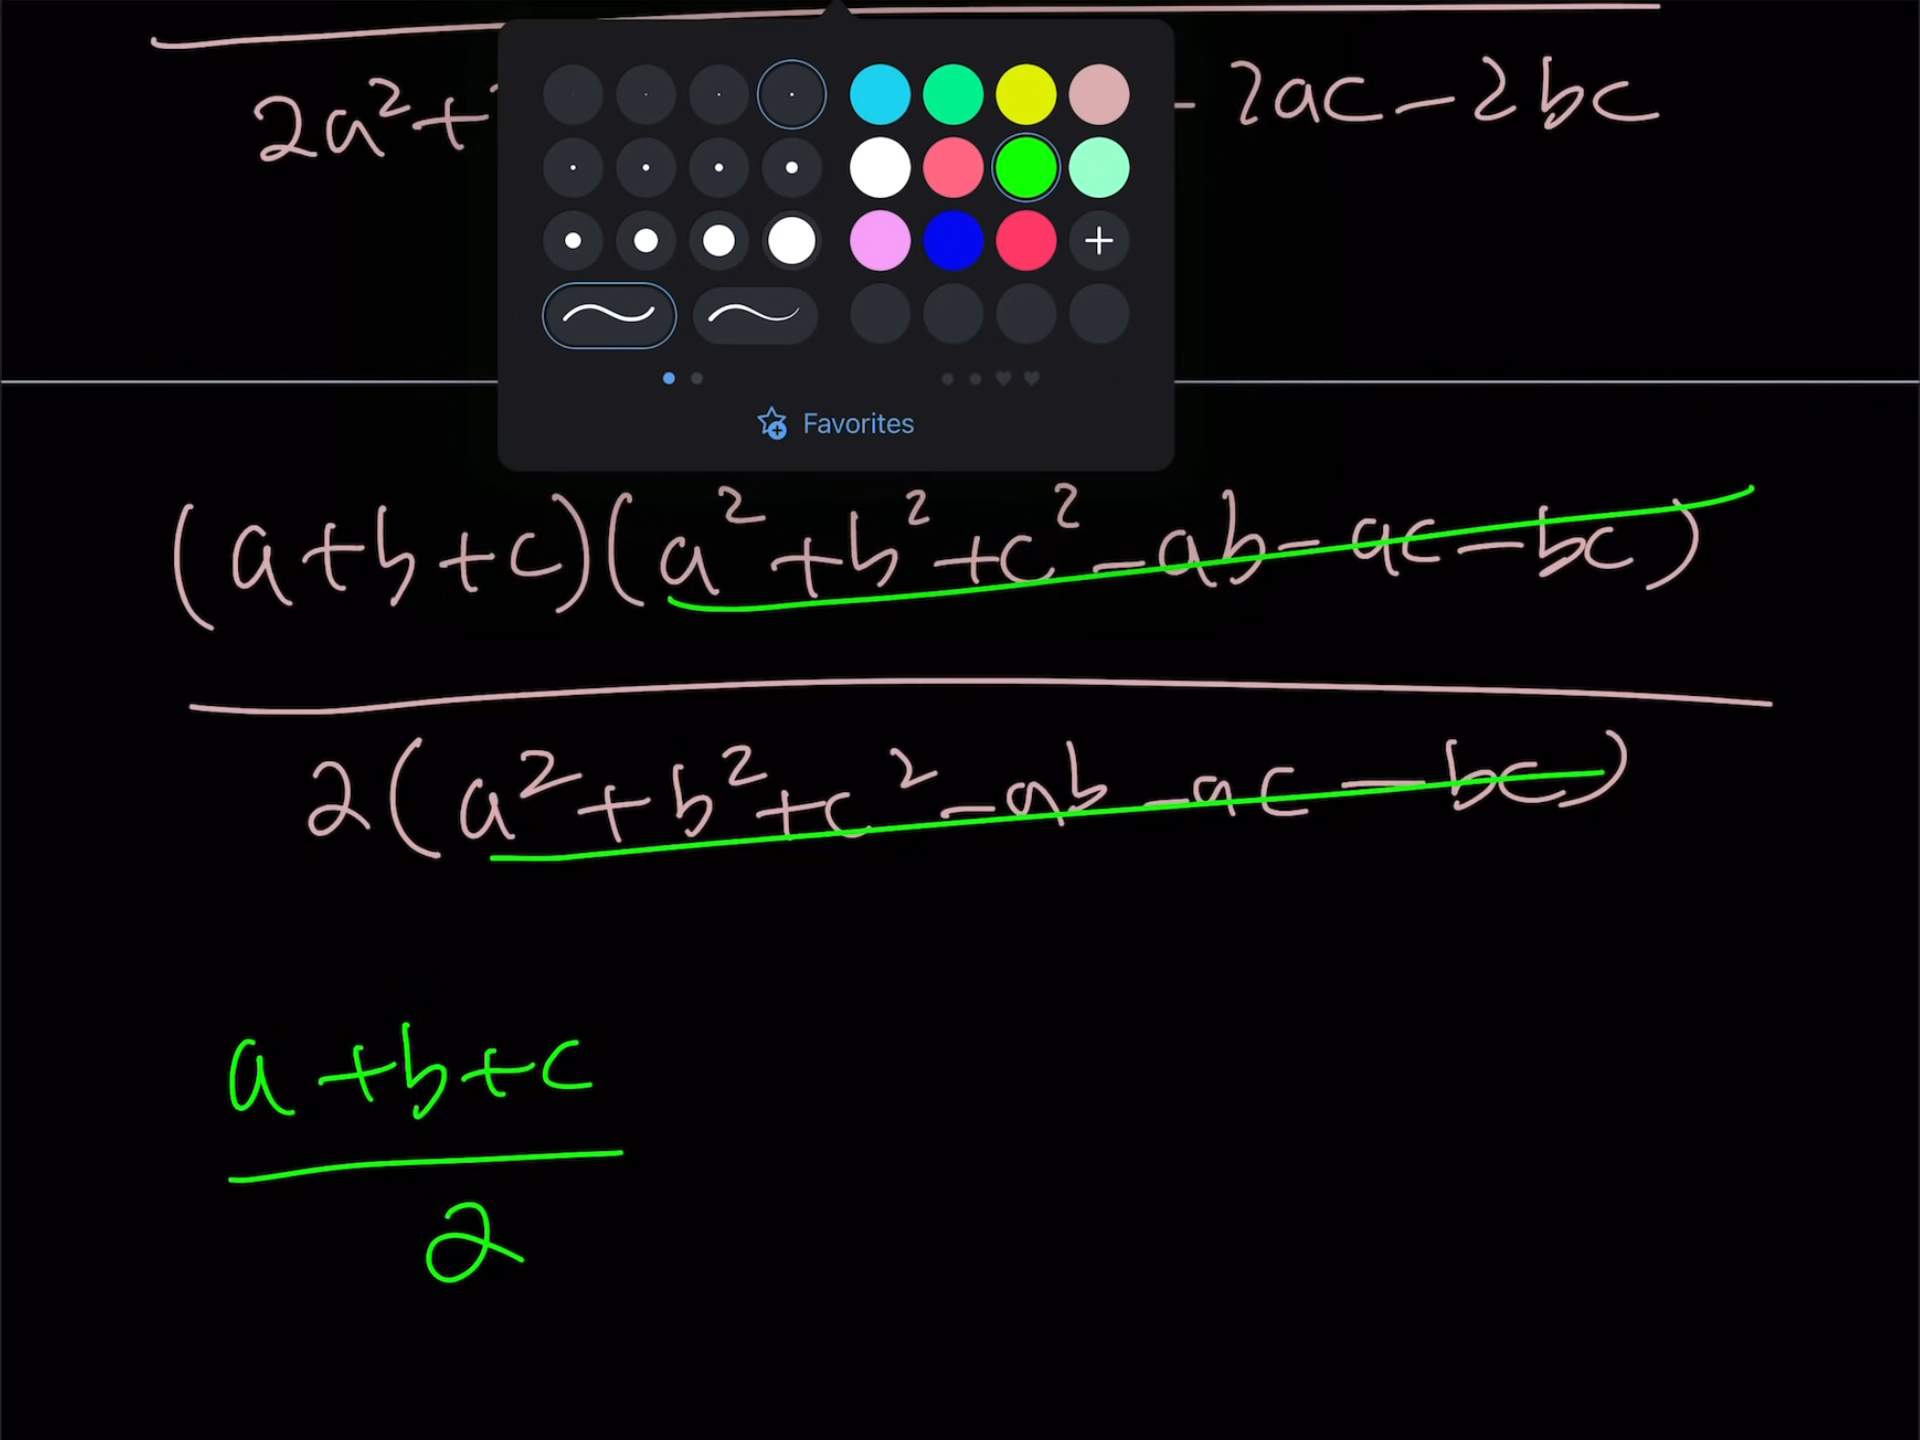 2a²+ - 2ac - 2bc
Favorites
(a+b+c)(a²+b²+c²-ab-ac-bc)
2(a²+b²+c²-ab-ac-bc)
a+b+c
2